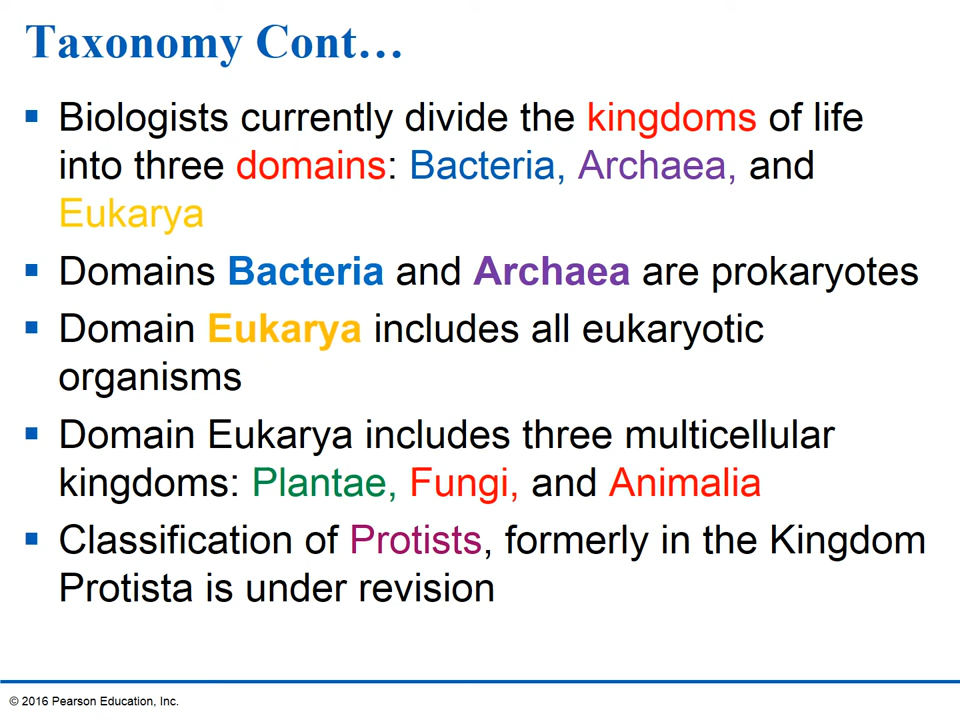 Taxonomy Cont…
▪ Biologists currently divide the kingdoms of life
into three domains: Bacteria, Archaea, and
Eukarya
▪ Domains Bacteria and Archaea are prokaryotes
▪ Domain Eukarya includes all eukaryotic
organisms
▪ Domain Eukarya includes three multicellular
kingdoms: Plantae, Fungi, and Animalia
▪ Classification of Protists, formerly in the Kingdom
Protista is under revision
© 2016 Pearson Education, Inc.